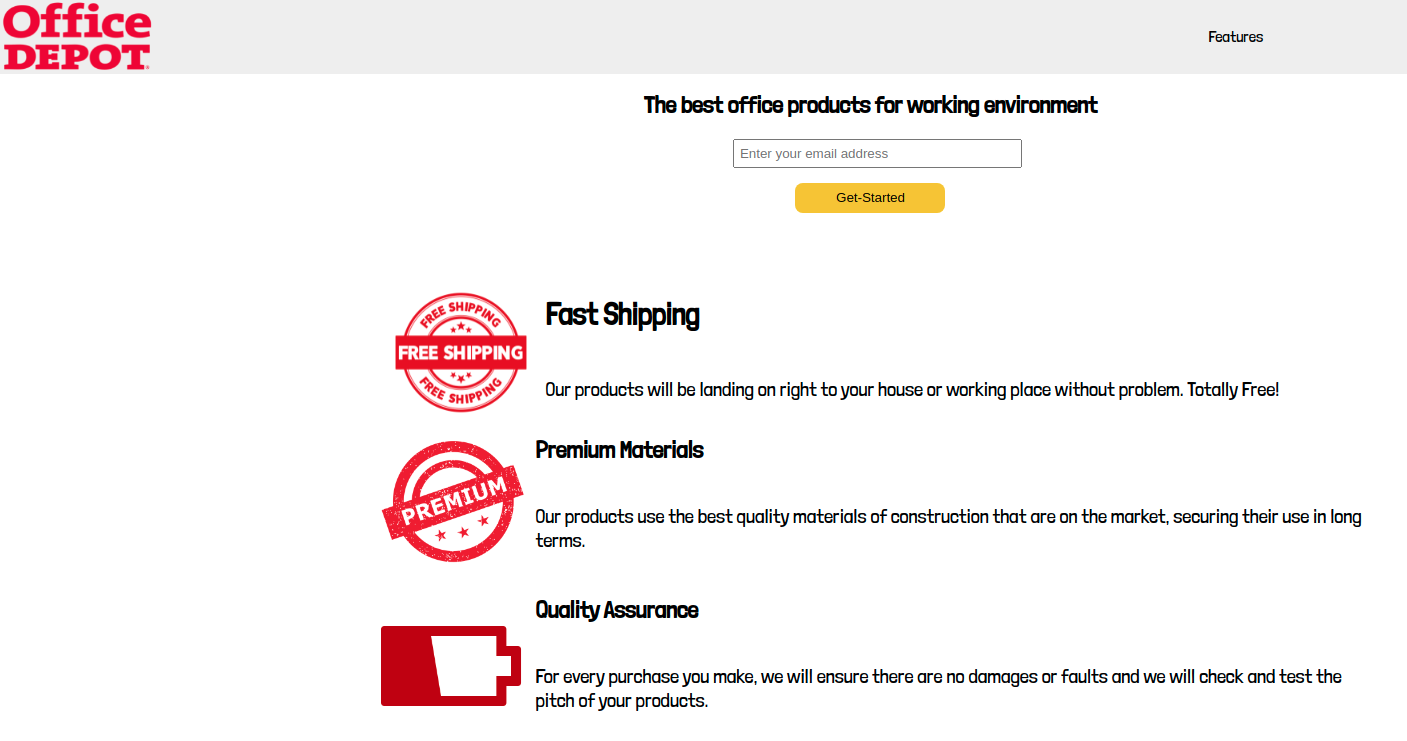 Office
DEPOT
Features
The best office products for working environment
Enter your email address
Get-Started
FREE SHIPPING
FREE SHIPPING
FREE SHIPPING
Fast Shipping
Our products will be landing on right to your house or working place without problem. Totally Free!
PREMIUM
Premium Materials
Our products use the best quality materials of construction that are on the market, securing their use in long
terms.
Quality Assurance
For every purchase you make, we will ensure there are no damages or faults and we will check and test the
pitch of your products.